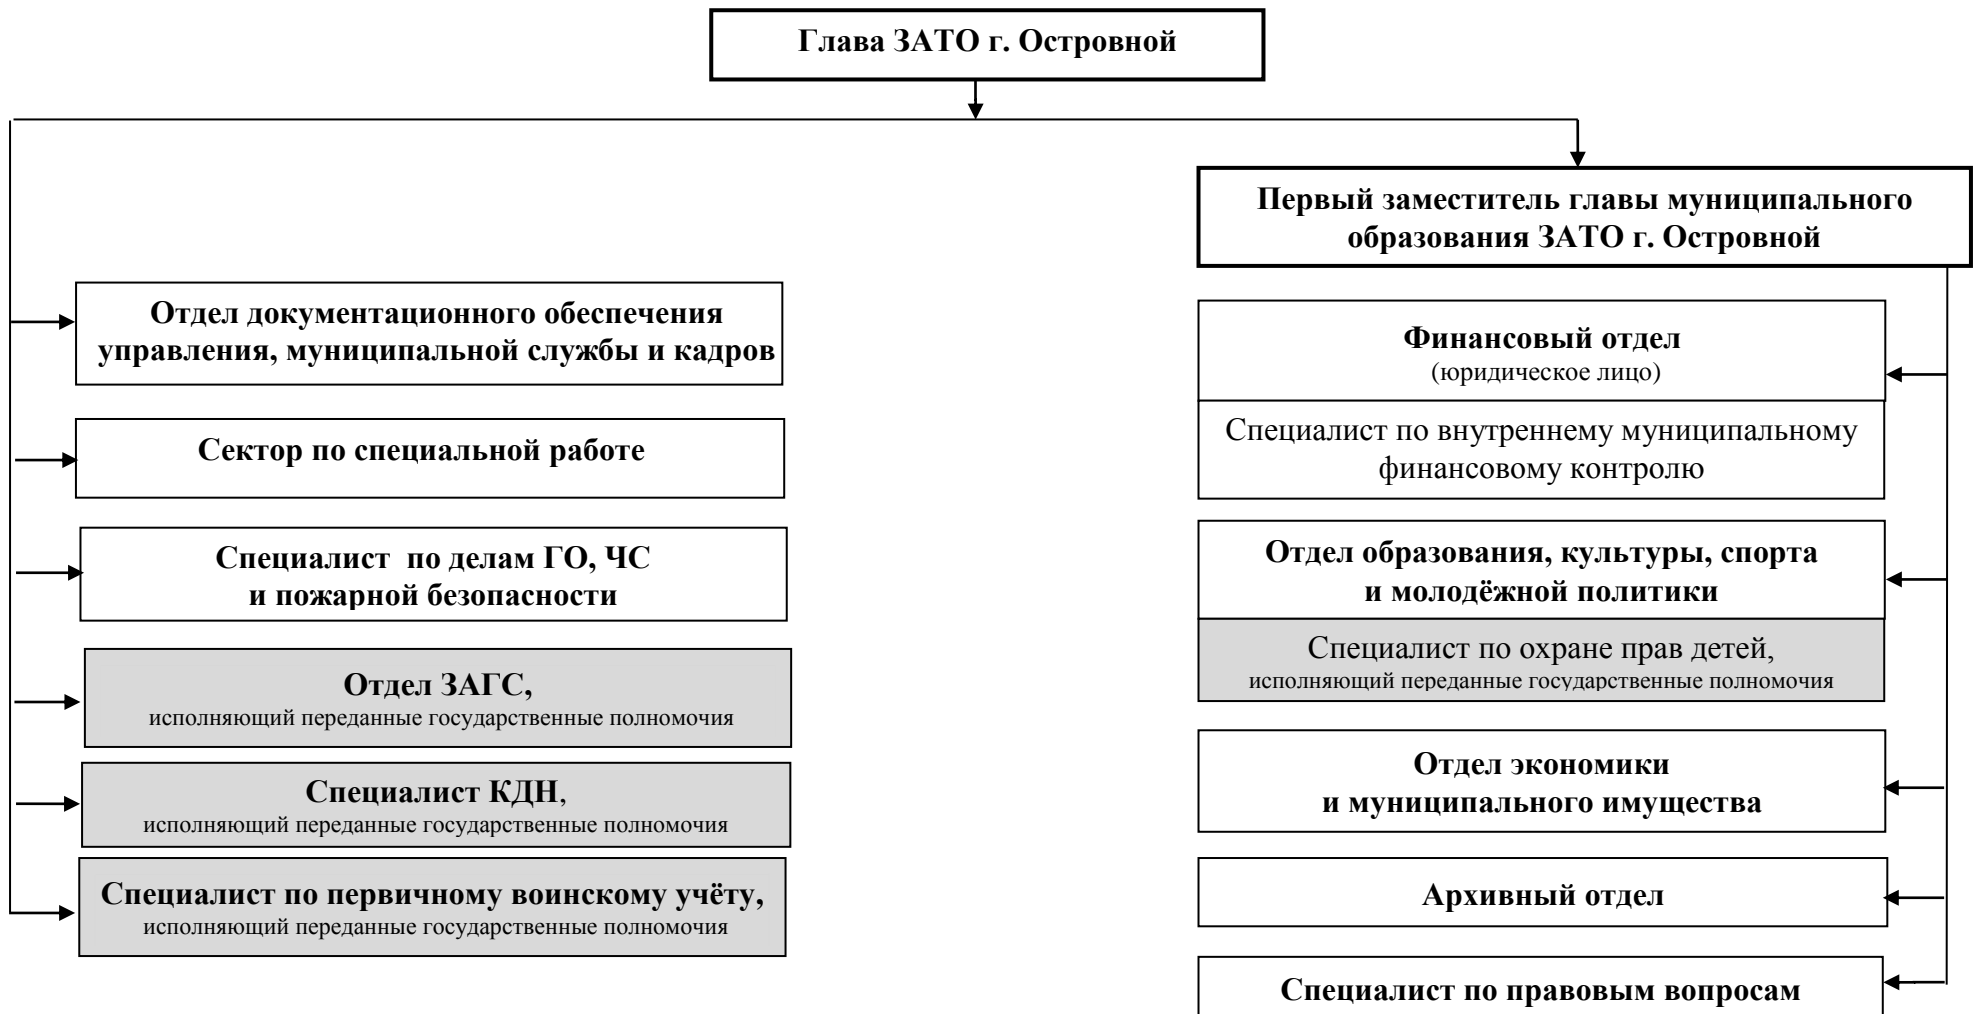 Глава ЗАТО г. Островной
Первый заместитель главы муниципального
образования ЗАТО г. Островной
Отдел документационного обеспечения
управления, муниципальной службы и кадров
Сектор по специальной работе
Специалист по делам ГО, ЧС
и пожарной безопасности
Отдел ЗАГС,
исполняющий переданные государственные полномочия
Специалист КДН,
исполняющий переданные государственные полномочия
Специалист по первичному воинскому учёту,
исполняющий переданные государственные полномочия
Финансовый отдел
(юридическое лицо)
Специалист по внутреннему муниципальному
финансовому контролю
Отдел образования, культуры, спорта
и молодёжной политики
Специалист по охране прав детей,
исполняющий переданные государственные полномочия
Отдел экономики
и муниципального имущества
Архивный отдел
Специалист по правовым вопросам